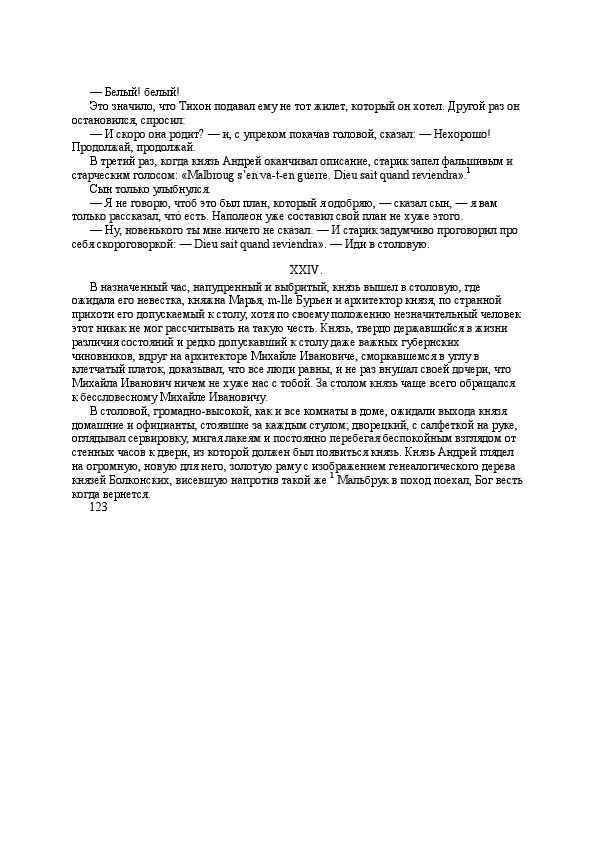 — Белый! белый!
Это значило, что Тихон подавал ему не тот жилет, который он хотел. Другой раз он
остановился, спросил:
— И скоро она родит? — и, с упреком покачав головой, сказал: — Нехорошо!
Продолжай, продолжай.
В третий раз, когда князь Андрей оканчивал описание, старик запел фальшивым и
старческим голосом: «Malbroug s’en va-t-en guerre. Dieu sait quand reviendra».1
Сын только улыбнулся.
— Я не говорю, чтоб это был план, который я одобряю, — сказал сын, — я вам
только рассказал, чтó есть. Наполеон уже составил свой план не хуже этого.
— Ну, новенького ты мне ничего не сказал. — И старик задумчиво проговорил про
себя скороговоркой: — Dieu sait quand reviendra». — Иди в столовую.
XXIV.
В назначенный час, напудренный и выбритый, князь вышел в столовую, где
ожидала его невестка, княжна Марья, m-lle Бурьен и архитектор князя, по странной
прихоти его допускаемый к столу, хотя по своему положению незначительный человек
этот никак не мог рассчитывать на такую честь. Князь, твердо державшийся в жизни
различия состояний и редко допускавший к столу даже важных губернских
чиновников, вдруг на архитекторе Михайле Ивановиче, сморкавшемся в углу в
клетчатый платок, доказывал, что все люди равны, и не раз внушал своей дочери, что
Михайла Иванович ничем не хуже нас с тобой. За столом князь чаще всего обращался
к бессловесному Михайле Ивановичу.
В столовой, громадно-высокой, как и все комнаты в доме, ожидали выхода князя
домашние и официанты, стоявшие за каждым стулом; дворецкий, с салфеткой на руке,
оглядывал сервировку, мигая лакеям и постоянно перебегая беспокойным взглядом от
стенных часов к двери, из которой должен был появиться князь. Князь Андрей глядел
на огромную, новую для него, золотую раму с изображением генеалогического дерева
князей Болконских, висевшую напротив такой же 1 Мальбрук в поход поехал, Бог весть
когда вернется.
123